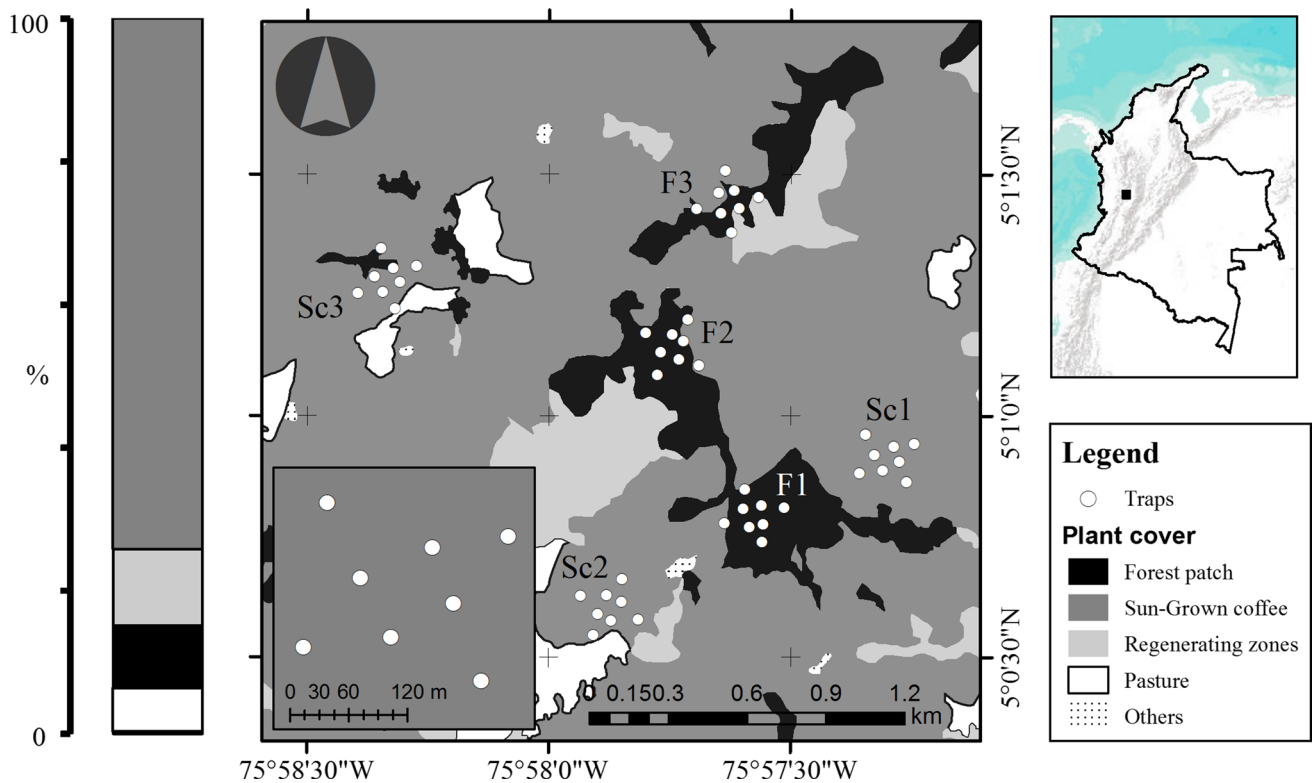 100
%
0
F3
Sc3
F2
Sc1
F1
Sc2
0 30 60 120 m
0 0.15 0.3 0.6 0.9 1.2
km
75°58'30"W
75°58'0"W
75°57'30"W
5°1'30"N
5°1'0"N
5°0'30"N
Legend
Traps
Plant cover
Forest patch
Sun-Grown coffee
Regenerating zones
Pasture
Others